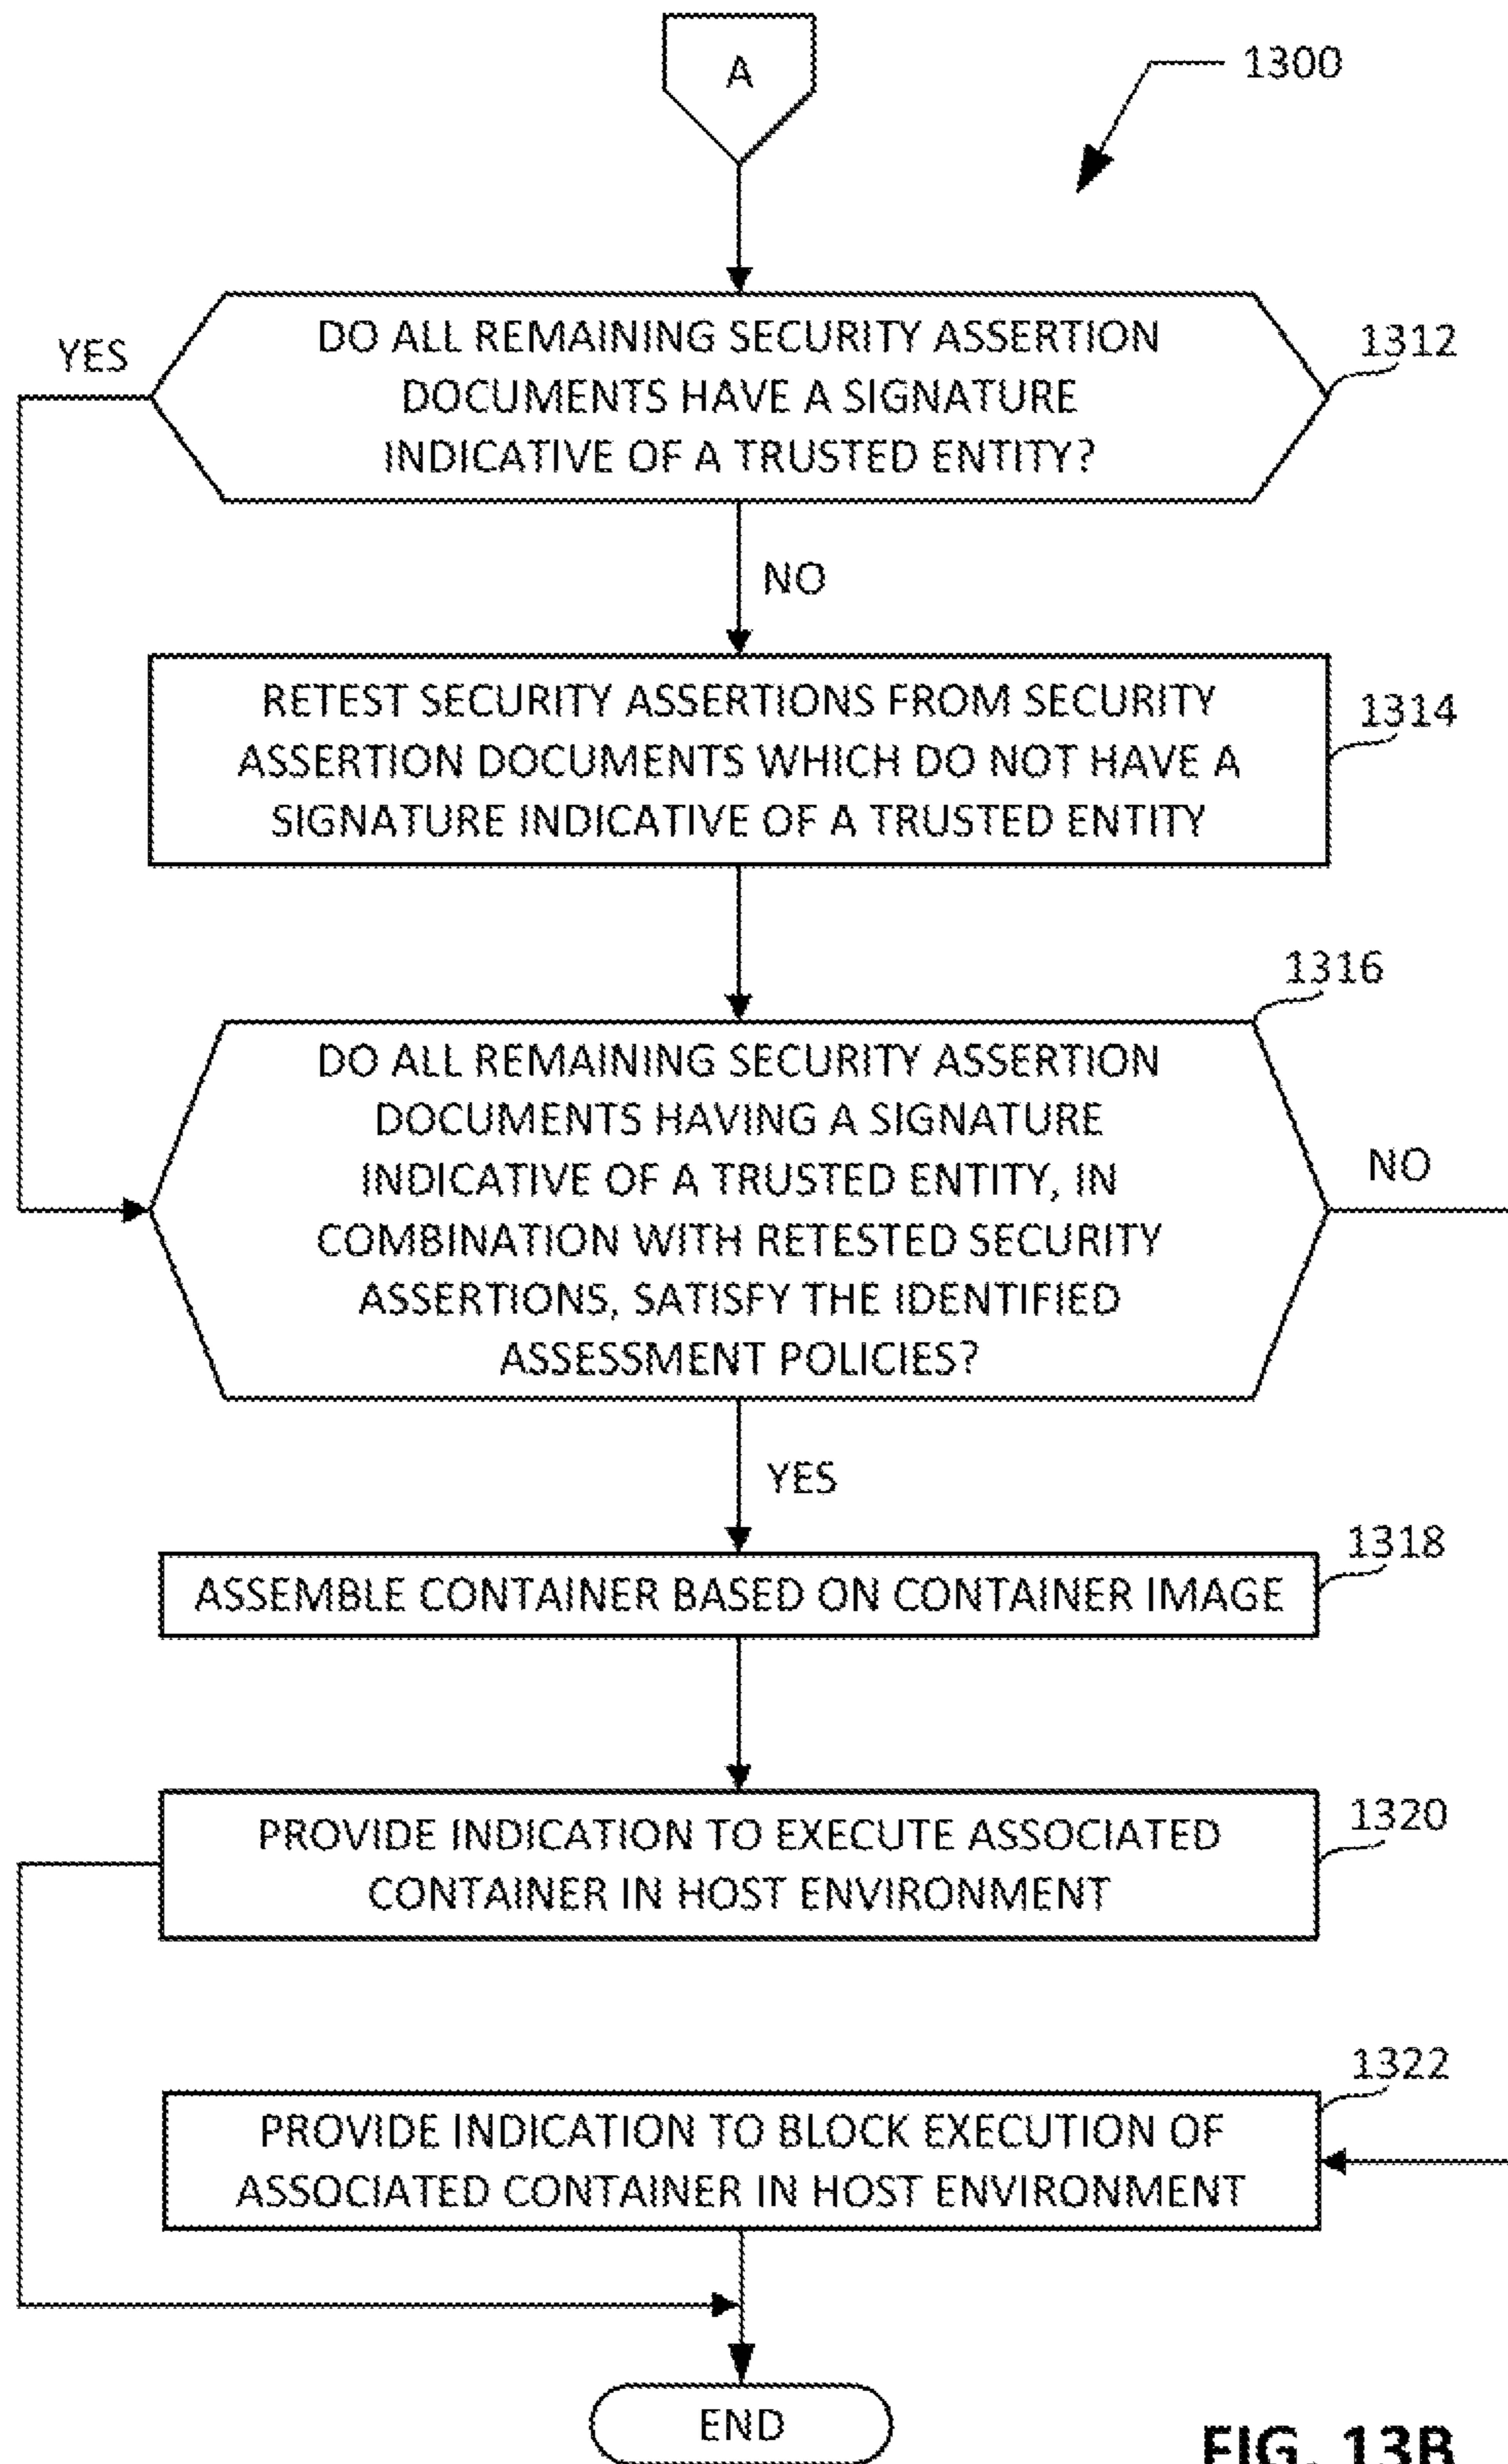 A
1300
YES
DO ALL REMAINING SECURITY ASSERTION
DOCUMENTS HAVE A SIGNATURE
INDICATIVE OF A TRUSTED ENTITY?
1312
NO
RETEST SECURITY ASSERTIONS FROM SECURITY
ASSERTION DOCUMENTS WHICH DO NOT HAVE A
SIGNATURE INDICATIVE OF A TRUSTED ENTITY
1314
1316
DO ALL REMAINING SECURITY ASSERTION
DOCUMENTS HAVING A SIGNATURE
INDICATIVE OF A TRUSTED ENTITY, IN
COMBINATION WITH RETESTED SECURITY
ASSERTIONS, SATISFY THE IDENTIFIED
ASSESSMENT POLICIES?
NO
YES
1318
ASSEMBLE CONTAINER BASED ON CONTAINER IMAGE
1320
PROVIDE INDICATION TO EXECUTE ASSOCIATED
CONTAINER IN HOST ENVIRONMENT
1322
PROVIDE INDICATION TO BLOCK EXECUTION OF
ASSOCIATED CONTAINER IN HOST ENVIRONMENT
END
FIG. 13B